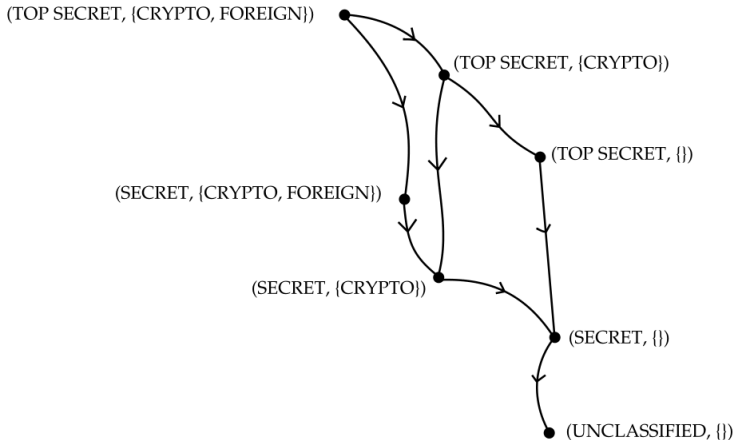 (TOP SECRET, {CRYPTO, FOREIGN})
(TOP SECRET, {CRYPTO})
(TOP SECRET, {})
(SECRET, {CRYPTO, FOREIGN})
(SECRET, {CRYPTO})
(SECRET, {})
(UNCLASSIFIED, {})